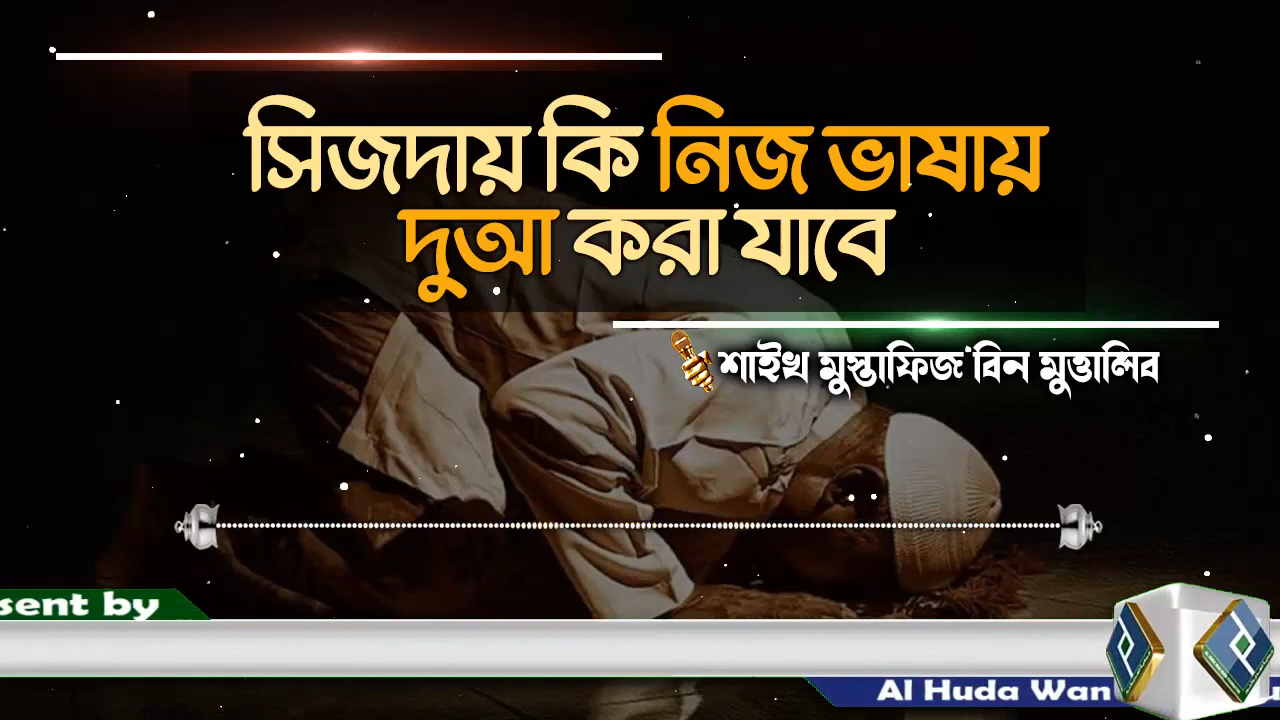 সিজদায় কি নিজ ভাষায়
দুআ করা যাবে
শাইখ মুস্তাফিজ বিন মুত্তালিব
sent by
Al Huda Wan